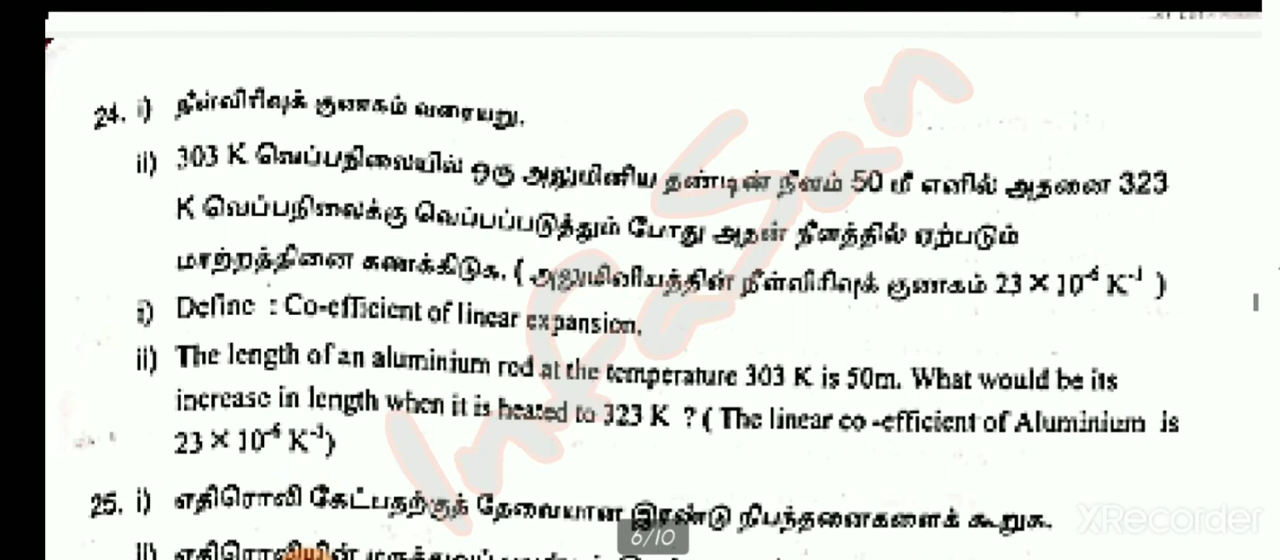 24. i) நீள்விரிவுக் குணகம் வரையறு.
ii) 303 K வெப்பநிலையில் ஒரு அலுமினிய தண்டின் நீளம் 50 மீ எனில் அதனை 323
K வெப்பநிலைக்கு வெப்பப்படுத்தும் போது அதன் நீளத்தில் ஏற்படும்
மாற்றத்தினை கணக்கிடுக. ( அலுமினியத்தின் நீள்விரிவுக் குணகம் 23 × 10⁻⁶ K⁻¹ )
i) Define : Co-efficient of linear expansion.
ii) The length of an aluminium rod at the temperature 303 K is 50m. What would be its
increase in length when it is heated to 323 K ? ( The linear co -efficient of Aluminium is
23 × 10⁻⁶ K⁻¹)
25. i) எதிரொலி கேட்பதற்குத் தேவையான இரண்டு நிபந்தனைகளைக் கூறுக.
ii) எதிரொலியின்
6/10
XRecorder